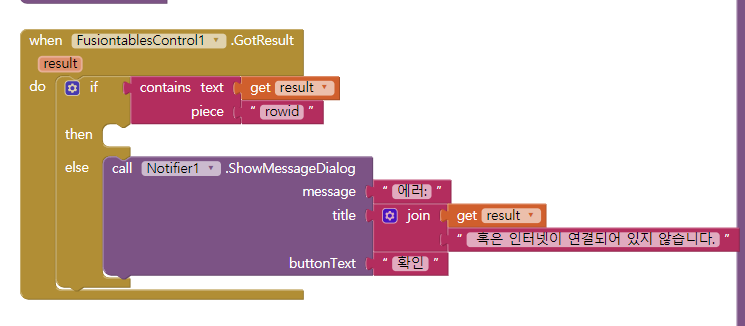 when FusiontablesControl1 .GotResult
result
do if contains text get result
piece " rowid "
then
else call Notifier1 .ShowMessageDialog
message " 에러: "
title join get result
" 혹은 인터넷이 연결되어 있지 않습니다. "
buttonText " 확인 "